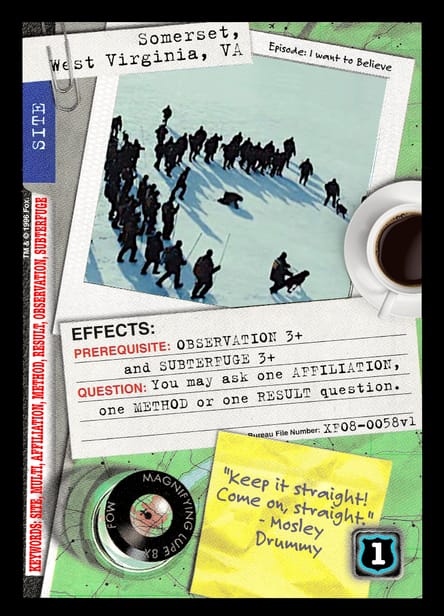 Somerset,
West Virginia, VA
Episode: I want to Believe
SITE
TM & © 1996 Fox
KEYWORDS: SITE, MULTI, AFFILIATION, METHOD, RESULT, OBSERVATION, SUBTERFUGE
EFFECTS:
PREREQUISITE: OBSERVATION 3+
and SUBTERFUGE 3+
QUESTION: You may ask one AFFILIATION,
one METHOD or one RESULT question.
Bureau File Number: XF08-0058v1
FOW MAGNIFYING LUPE 8X
"Keep it straight!
Come on, straight."
- Mosley
Drummy
1